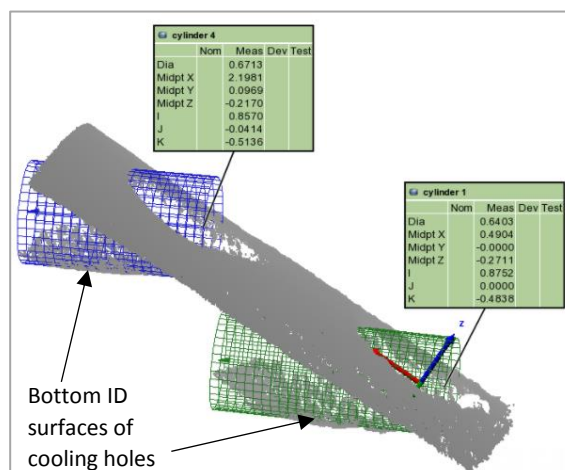 cylinder 4
Nom Meas Dev Test
Dia 0.6713
Midpt X 2.1981
Midpt Y 0.0969
Midpt Z -0.2170
I 0.8570
J -0.0414
K -0.5136
cylinder 1
Nom Meas Dev Test
Dia 0.6403
Midpt X 0.4904
Midpt Y -0.0000
Midpt Z -0.2711
I 0.8752
J 0.0000
K -0.4838
z
Bottom ID
surfaces of
cooling holes